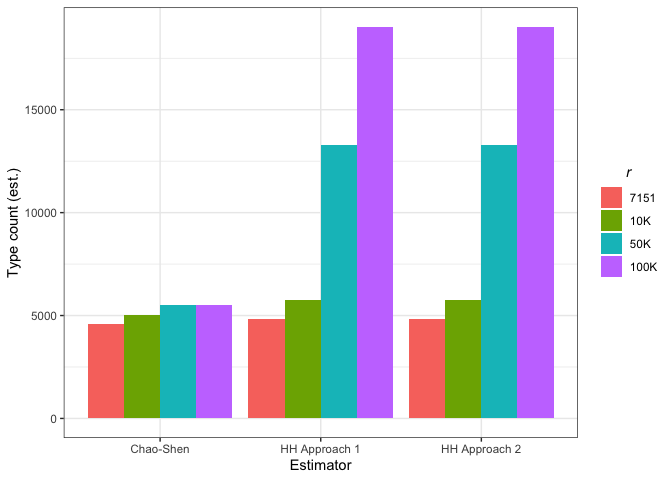 15000
10000
5000
0
Type count (est.)
Chao-Shen
HH Approach 1
HH Approach 2
Estimator
r
7151
10K
50K
100K